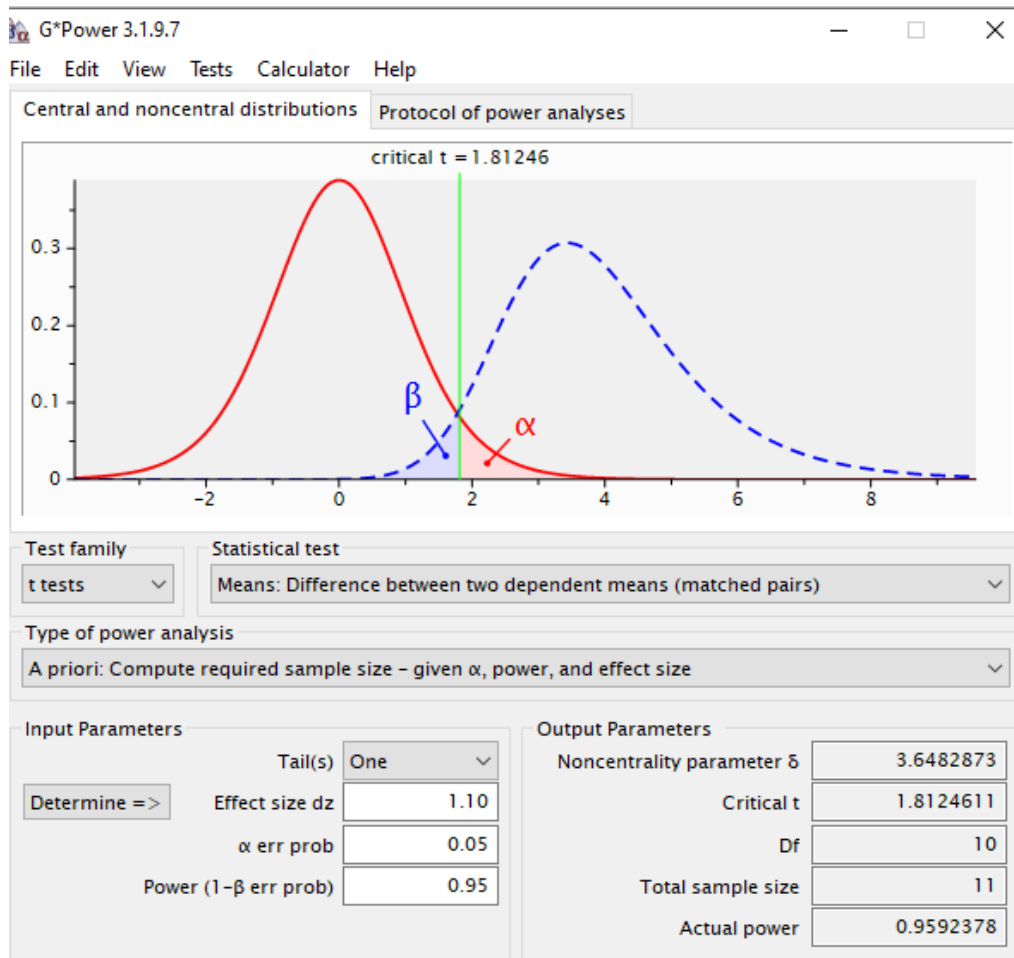 G*Power 3.1.9.7
File Edit View Tests Calculator Help
Central and noncentral distributions Protocol of power analyses
critical t = 1.81246
0.3
0.2
0.1
0
β
α
-2 0 2 4 6 8
Test family Statistical test
t tests Means: Difference between two dependent means (matched pairs)
Type of power analysis
A priori: Compute required sample size - given α, power, and effect size
Input Parameters Output Parameters
Tail(s) One Noncentrality parameter δ 3.6482873
Determine => Effect size dz 1.10 Critical t 1.8124611
α err prob 0.05 Df 10
Power (1-β err prob) 0.95 Total sample size 11
Actual power 0.9592378